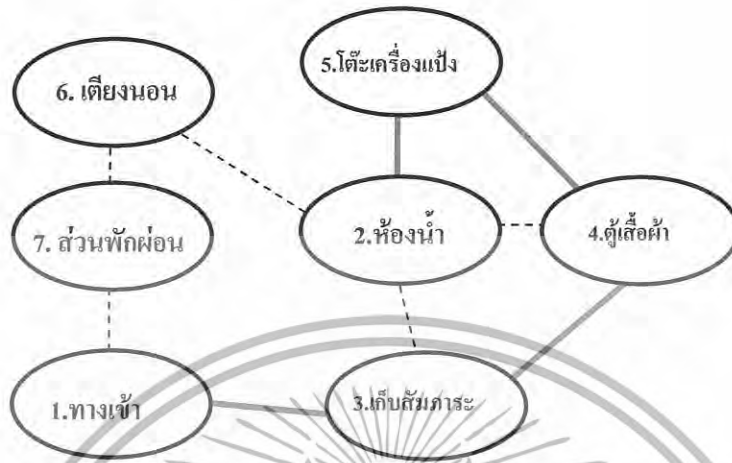 5.โต๊ะเครื่องแป้ง
6. เตียงนอน
7. ส่วนพักผ่อน
2.ห้องน้ำ
4.ตู้เสื้อผ้า
1.ทางเข้า
3.เก็บสัมภาระ